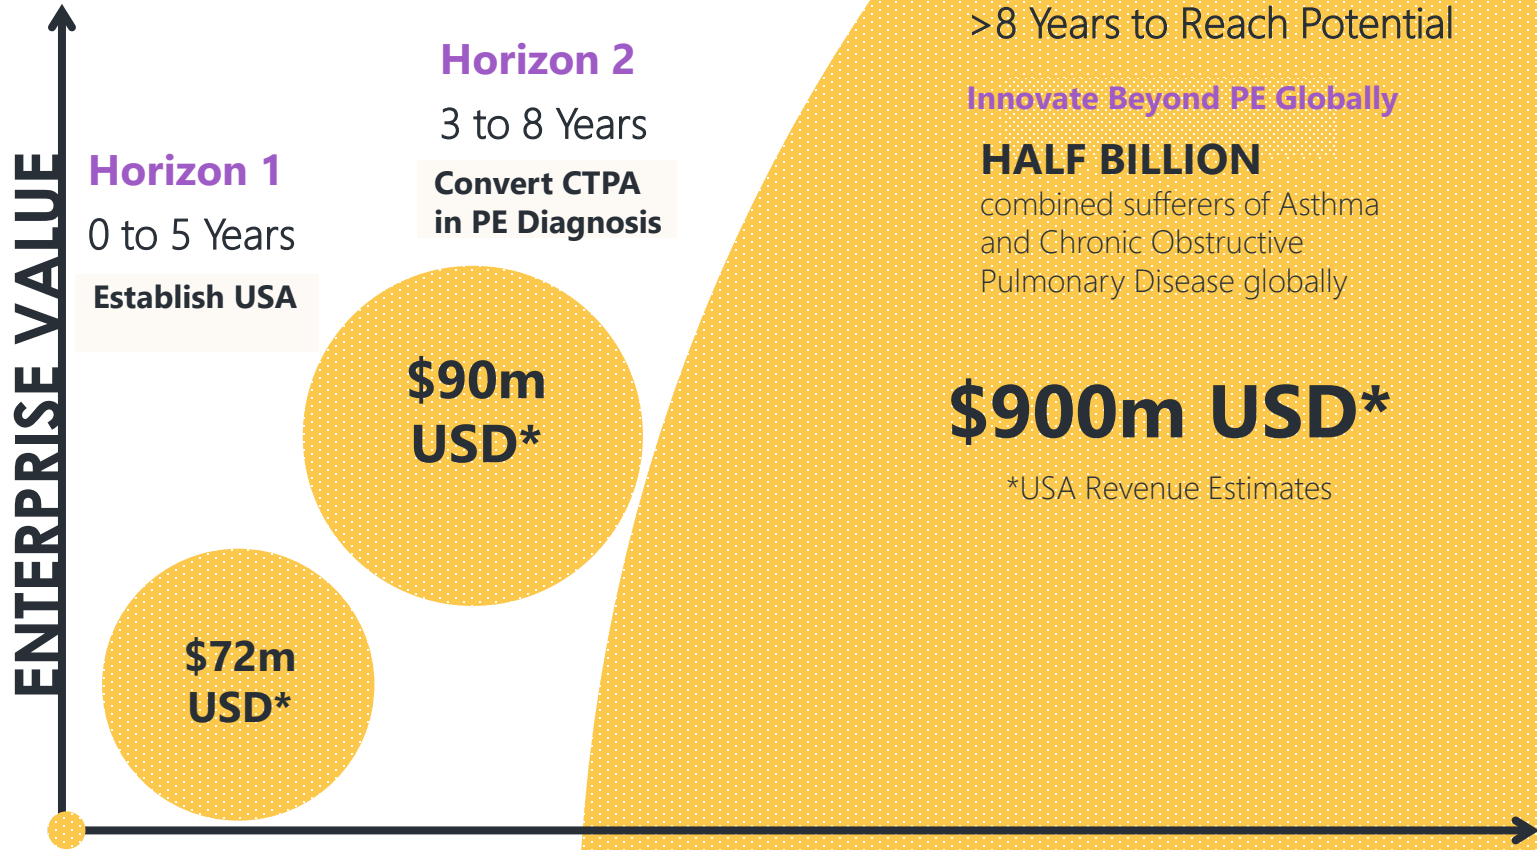 ENTERPRISE VALUE
Horizon 1
0 to 5 Years
Establish USA
$72m
USD*
Horizon 2
3 to 8 Years
Convert CTPA
in PE Diagnosis
$90m
USD*
>8 Years to Reach Potential
Innovate Beyond PE Globally
HALF BILLION
combined sufferers of Asthma
and Chronic Obstructive
Pulmonary Disease globally
$900m USD*
*USA Revenue Estimates